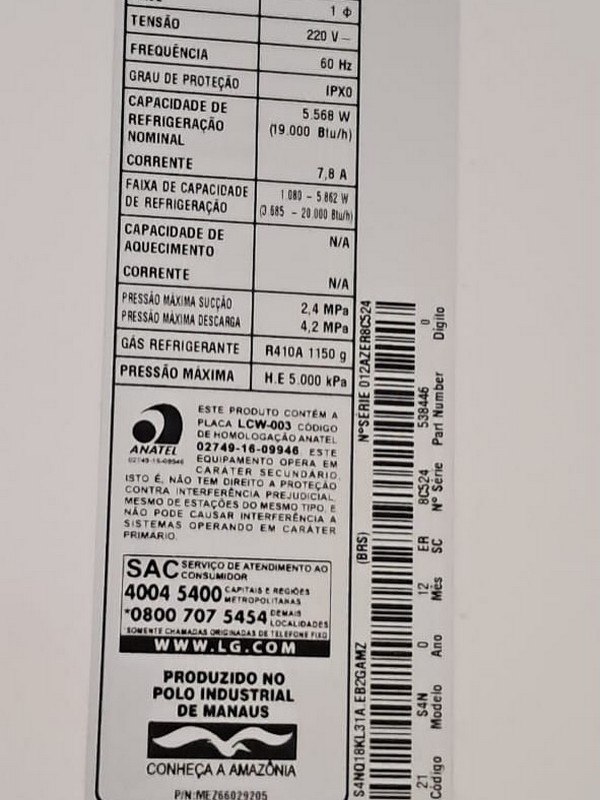 1 Φ
TENSÃO 220 V ~
FREQUÊNCIA 60 Hz
GRAU DE PROTEÇÃO IPX0
CAPACIDADE DE
REFRIGERAÇÃO
NOMINAL
5.568 W
(19.000 Btu/h)
CORRENTE 7,8 A
FAIXA DE CAPACIDADE
DE REFRIGERAÇÃO
1.080 - 5.862 W
(3.685 - 20.000 Btu/h)
CAPACIDADE DE
AQUECIMENTO
N/A
CORRENTE N/A
PRESSÃO MÁXIMA SUCÇÃO 2,4 MPa
PRESSÃO MÁXIMA DESCARGA 4,2 MPa
GÁS REFRIGERANTE R410A 1150 g
PRESSÃO MÁXIMA H.E 5.000 kPa
ANATEL
02749-16-09946
ESTE PRODUTO CONTÉM A
PLACA LCW-003 CÓDIGO
DE HOMOLOGAÇÃO ANATEL
02749-16-09946 ESTE
EQUIPAMENTO OPERA EM
CARÁTER SECUNDÁRIO,
ISTO É, NÃO TEM DIREITO A PROTEÇÃO
CONTRA INTERFERÊNCIA PREJUDICIAL,
MESMO DE ESTAÇÕES DO MESMO TIPO, E
NÃO PODE CAUSAR INTERFERÊNCIA A
SISTEMAS OPERANDO EM CARÁTER
PRIMÁRIO.
SAC SERVIÇO DE ATENDIMENTO AO
CONSUMIDOR
4004 5400 CAPITAIS E REGIÕES
METROPOLITANAS
*0800 707 5454 DEMAIS
LOCALIDADES
*SOMENTE CHAMADAS ORIGINADAS DE TELEFONE FIXO
WWW.LG.COM
PRODUZIDO NO
POLO INDUSTRIAL
DE MANAUS
CONHEÇA A AMAZÔNIA
P/N:MEZ66029205
S4NQ18KL31A.EB2GAMZ (BRS) NºSÉRIE 012AZER8C524
21 S4N 0 12 ER 8C524 538446 0
Código Modelo Ano Mês SC Nº Série Part Number Dígito